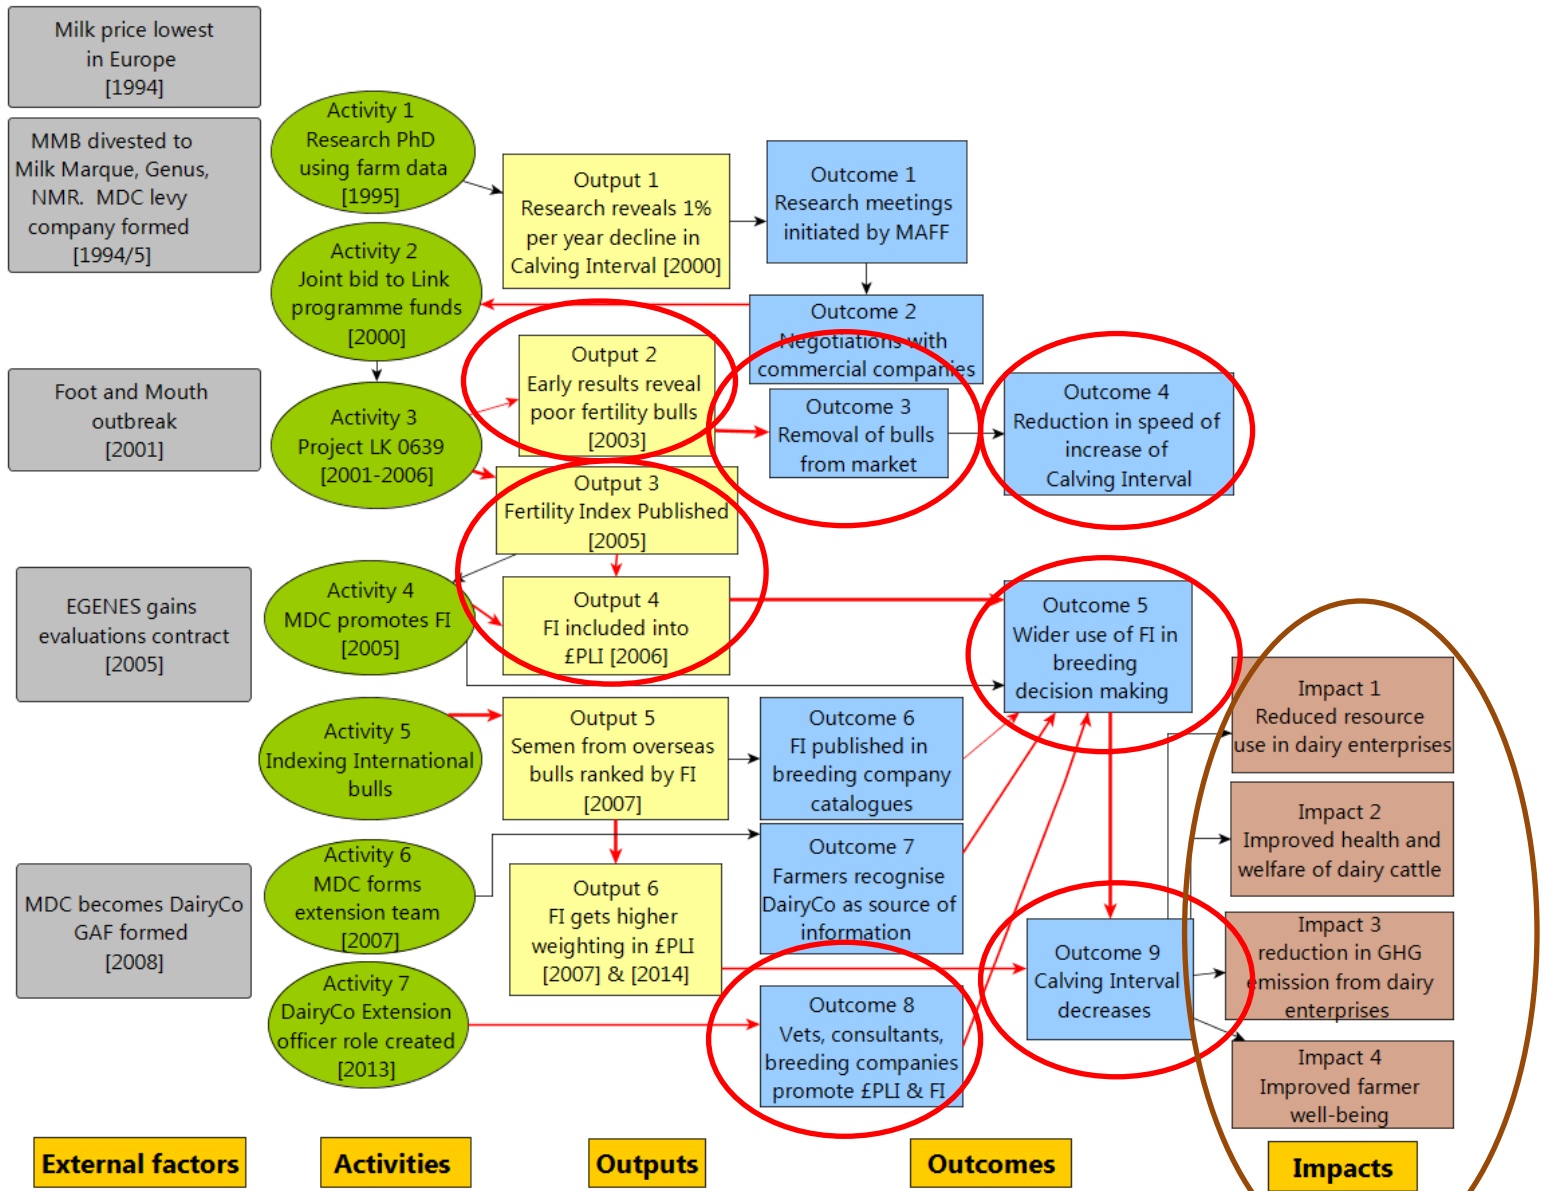 Milk price lowest
in Europe
[1994]
MMB divested to
Milk Marque, Genus,
NMR. MDC levy
company formed
[1994/5]
Foot and Mouth
outbreak
[2001]
EGENES gains
evaluations contract
[2005]
MDC becomes DairyCo
GAF formed
[2008]
External factors
Activity 1
Research PhD
using farm data
[1995]
Activity 2
Joint bid to Link
programme funds
[2000]
Activity 3
Project LK 0639
[2001-2006]
Activity 4
MDC promotes FI
[2005]
Activity 5
Indexing International
bulls
Activity 6
MDC forms
extension team
[2007]
Activity 7
DairyCo Extension
officer role created
[2013]
Activities
Output 1
Research reveals 1%
per year decline in
Calving Interval [2000]
Output 2
Early results reveal
poor fertility bulls
[2003]
Output 3
Fertility Index Published
[2005]
Output 4
FI included into
£PLI [2006]
Output 5
Semen from overseas
bulls ranked by FI
[2007]
Output 6
FI gets higher
weighting in £PLI
[2007] & [2014]
Outputs
Outcome 1
Research meetings
initiated by MAFF
Outcome 2
Negotiations with
commercial companies
Outcome 3
Removal of bulls
from market
Outcome 4
Reduction in speed of
increase of
Calving Interval
Outcome 5
Wider use of FI in
breeding
decision making
Outcome 6
FI published in
breeding company
catalogues
Outcome 7
Farmers recognise
DairyCo as source of
information
Outcome 8
Vets, consultants,
breeding companies
promote £PLI & FI
Outcome 9
Calving Interval
decreases
Outcomes
Impact 1
Reduced resource
use in dairy enterprises
Impact 2
Improved health and
welfare of dairy cattle
Impact 3
reduction in GHG
emission from dairy
enterprises
Impact 4
Improved farmer
well-being
Impacts